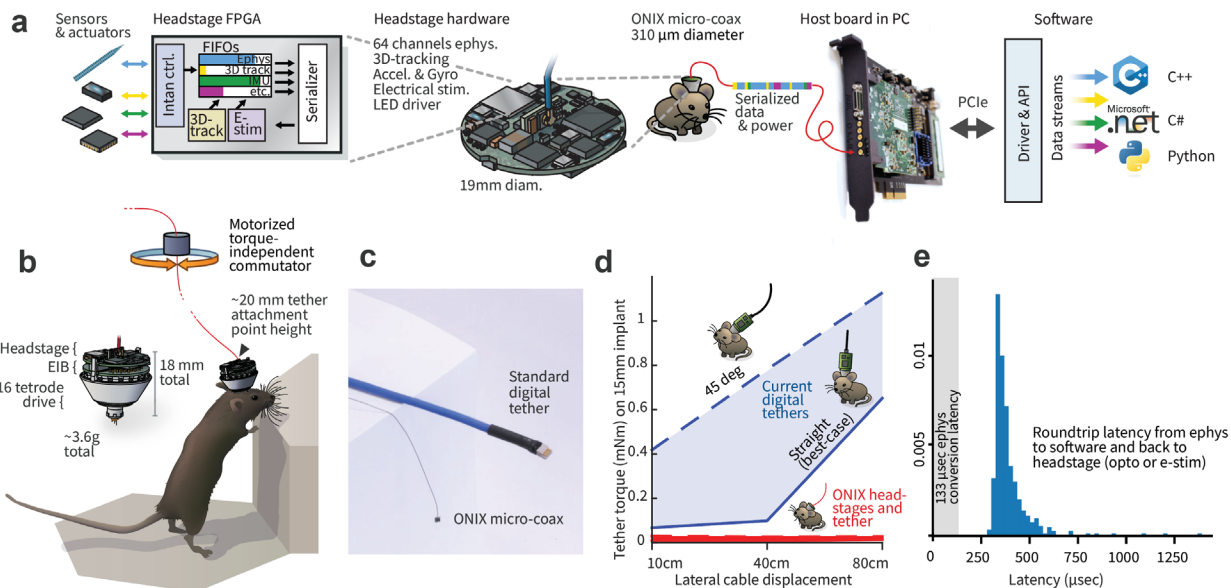 a
Sensors
& actuators
Headstage FPGA
Intan ctrl.
FIFOs
Ephys
3D track
IMU
etc.
3D-
track
E-
stim
Serializer
Headstage hardware
64 channels ephys.
3D-tracking
Accel. & Gyro
Electrical stim.
LED driver
19mm diam.
ONIX micro-coax
310 µm diameter
Serialized
data
& power
Host board in PC
PCIe
Software
Driver & API
Data streams
C++
Microsoft
.net
C#
Python
b
Motorized
torque-
independent
commutator
~20 mm tether
attachment
point height
Headstage {
EIB {
16 tetrode
drive {
18 mm
total
~3.6g
total
c
Standard
digital
tether
ONIX micro-coax
d
Tether torque (mNm) on 15mm implant
1
0.8
0.6
0.4
0.2
0
45 deg
Current
digital
tethers
Straight
(best-case)
ONIX head-
stages and
tether
10cm
40cm
80cm
Lateral cable displacement
e
0.01
0.005
133 µsec ephys
conversion latency
Roundtrip latency from ephys
to software and back to
headstage (opto or e-stim)
0
250
500
750
1000
1250
Latency (µsec)